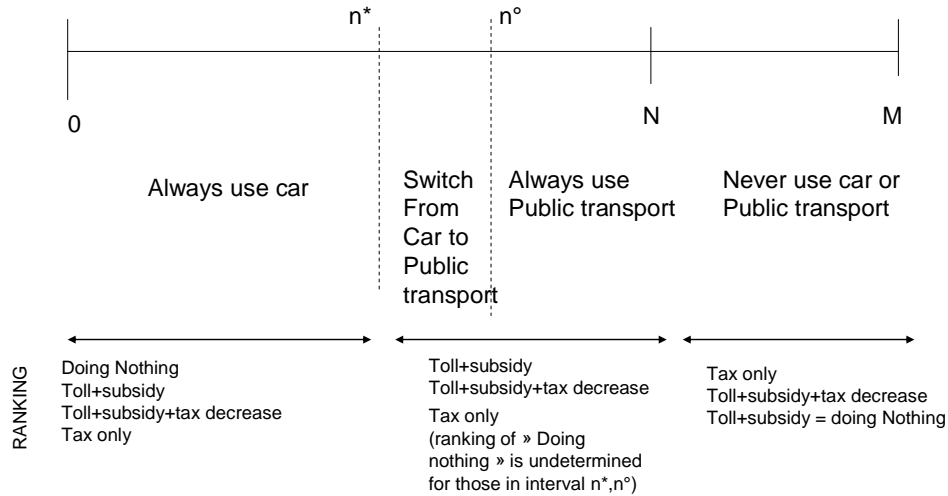 n*
n°
0
N
M
Always use car
Switch
From
Car to
Public
transport
Always use
Public transport
Never use car or
Public transport
RANKING
Doing Nothing
Toll+subsidy
Toll+subsidy+tax decrease
Tax only
Toll+subsidy
Toll+subsidy+tax decrease
Tax only
(ranking of » Doing
nothing » is undetermined
for those in interval n*,n°)
Tax only
Toll+subsidy+tax decrease
Toll+subsidy = doing Nothing